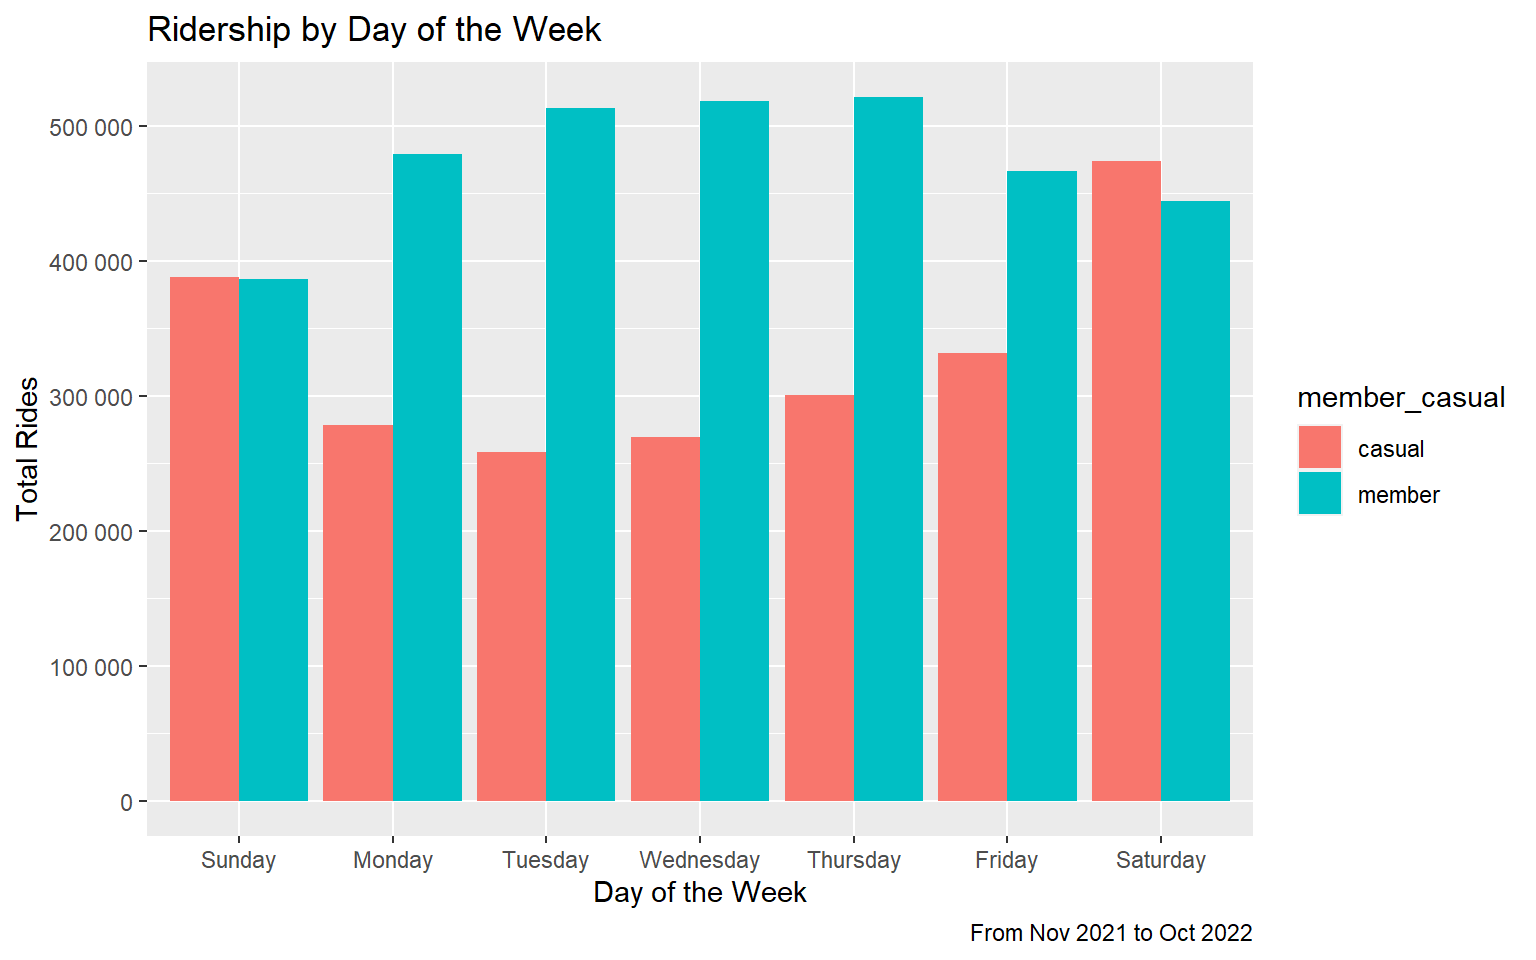 Ridership by Day of the Week
500 000
400 000
300 000
200 000
100 000
0
Total Rides
Sunday Monday Tuesday Wednesday Thursday Friday Saturday
Day of the Week
From Nov 2021 to Oct 2022
member_casual
casual
member